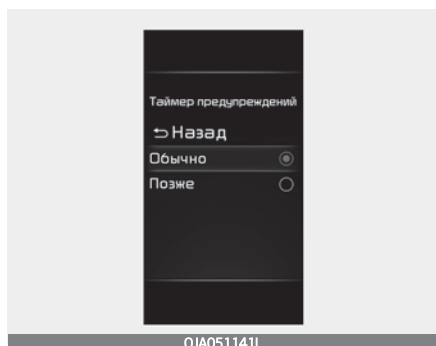 Таймер предупреждений
Назад
Обычно
Позже
OJA051141L